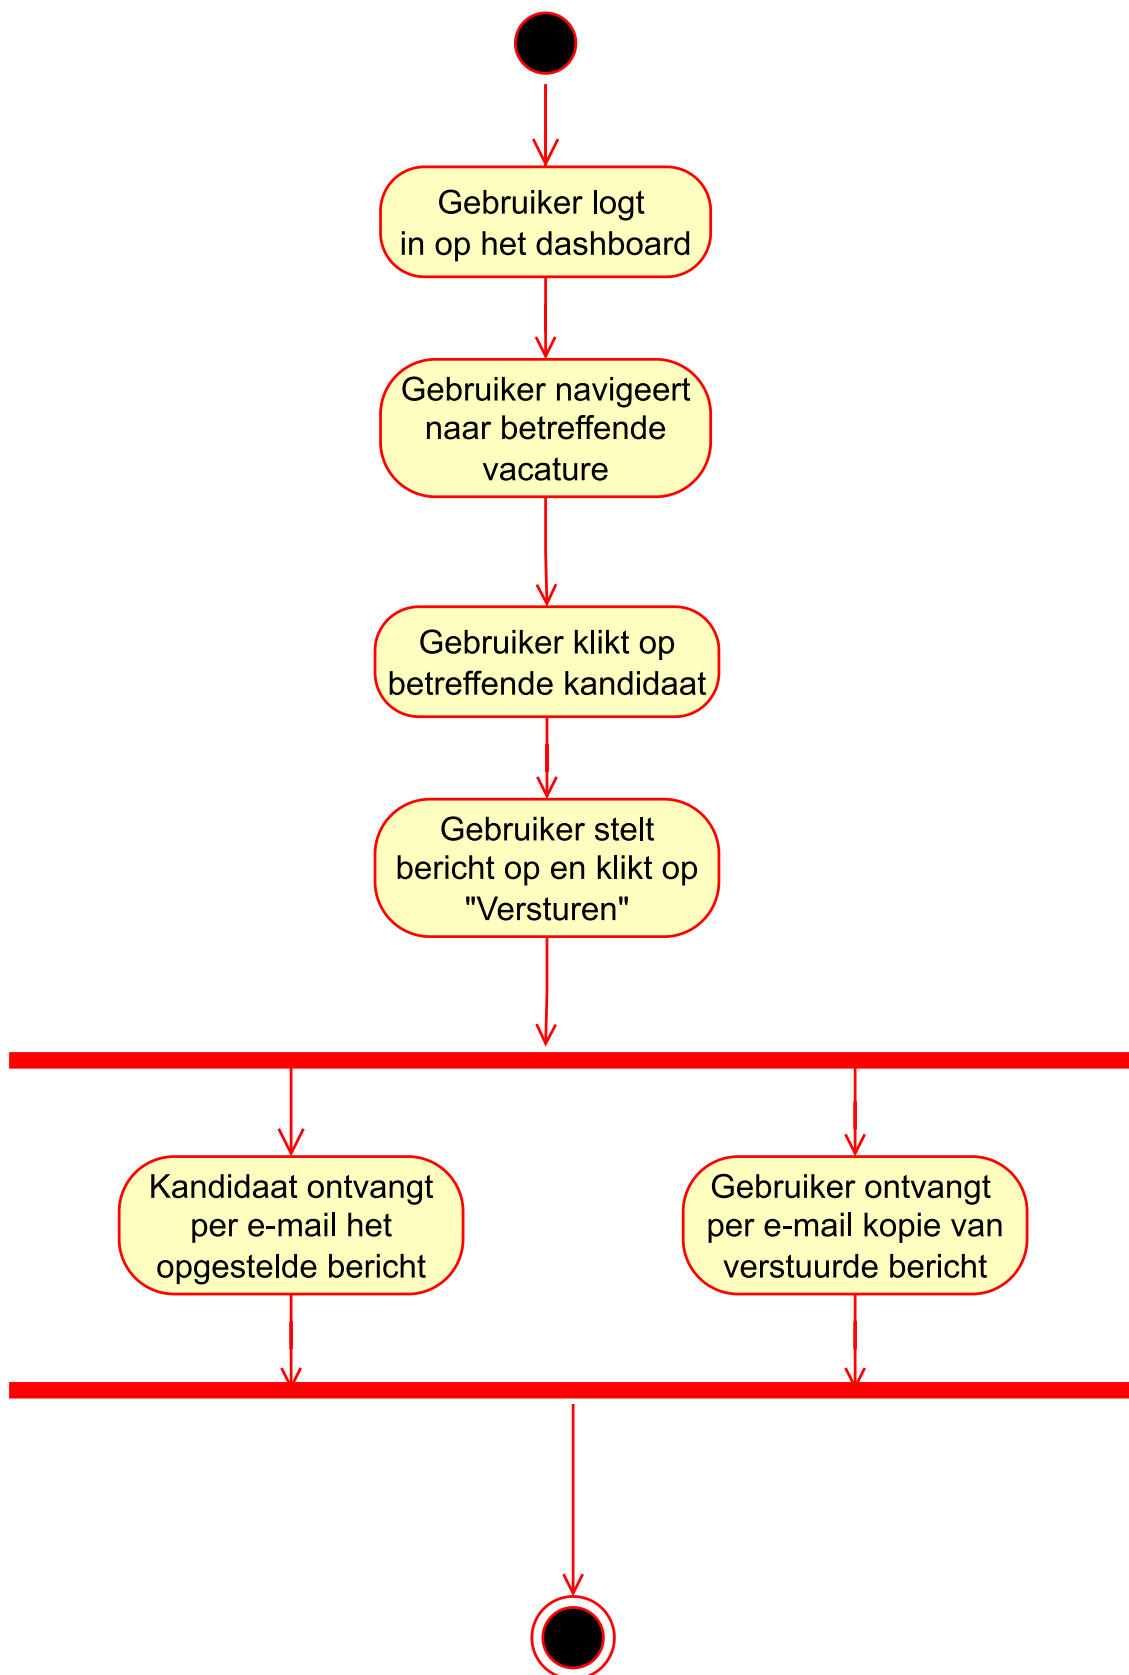 Gebruiker logt
in op het dashboard
Gebruiker navigeert
naar betreffende
vacature
Gebruiker klikt op
betreffende kandidaat
Gebruiker stelt
bericht op en klikt op
"Versturen"
Kandidaat ontvangt
per e-mail het
opgestelde bericht
Gebruiker ontvangt
per e-mail kopie van
verstuurde bericht